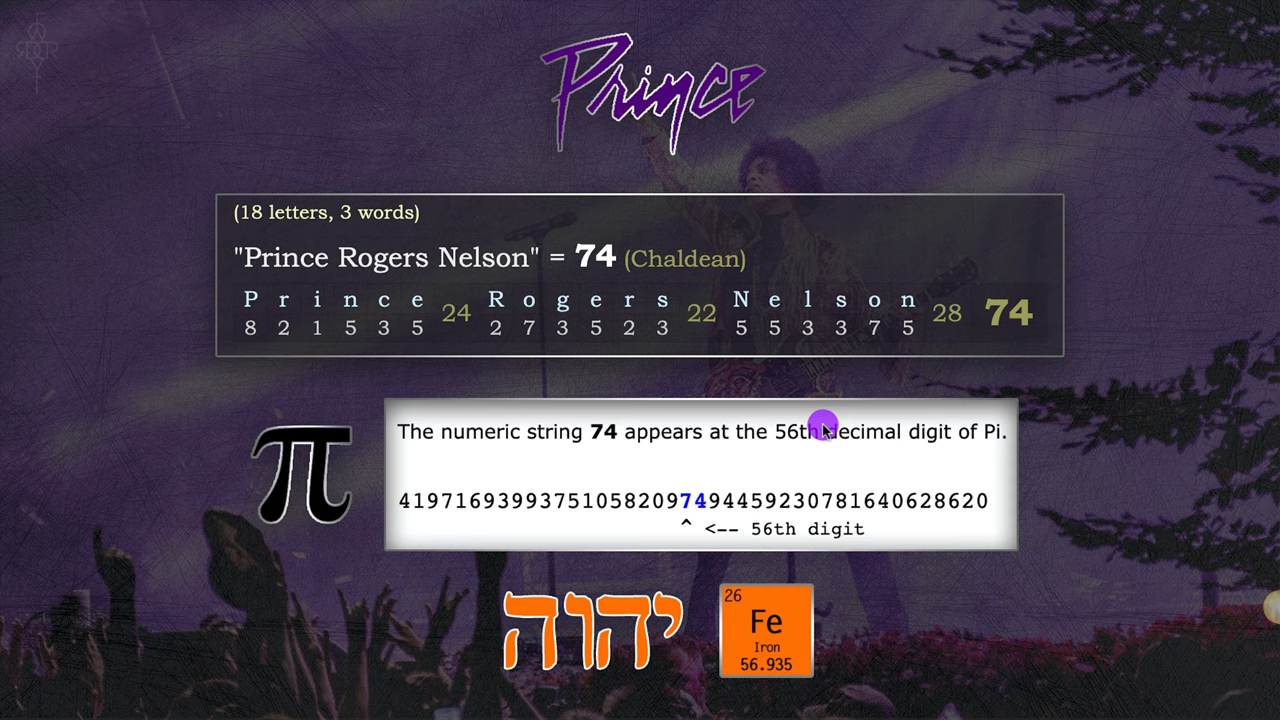 Prince
(18 letters, 3 words)
"Prince Rogers Nelson" = 74 (Chaldean)
P r i n c e 24 R o g e r s 22 N e l s o n 28 74
8 2 1 5 3 5 2 7 3 5 2 3 5 5 3 3 7 5
π
The numeric string 74 appears at the 56th decimal digit of Pi.
41971693993751058209749445923078164062862​0
^ <-- 56th digit
יהוה
26
Fe
Iron
56.935